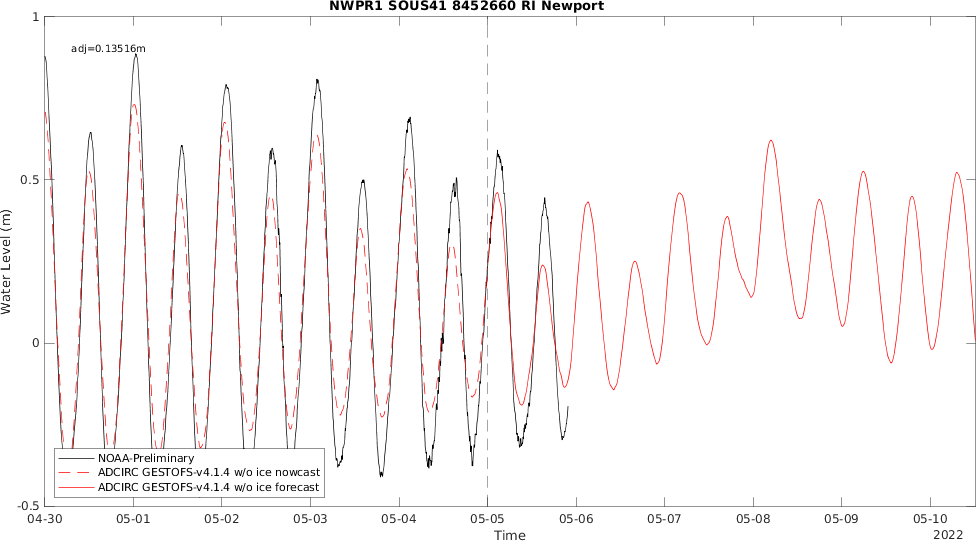 NWPR1 SOUS41 8452660 RI Newport
adj=0.13516m
1
0.5
0
-0.5
Water Level (m)
NOAA-Preliminary
ADCIRC GESTOFS-v4.1.4 w/o ice nowcast
ADCIRC GESTOFS-v4.1.4 w/o ice forecast
04-30 05-01 05-02 05-03 05-04 05-05 05-06 05-07 05-08 05-09 05-10
Time
2022